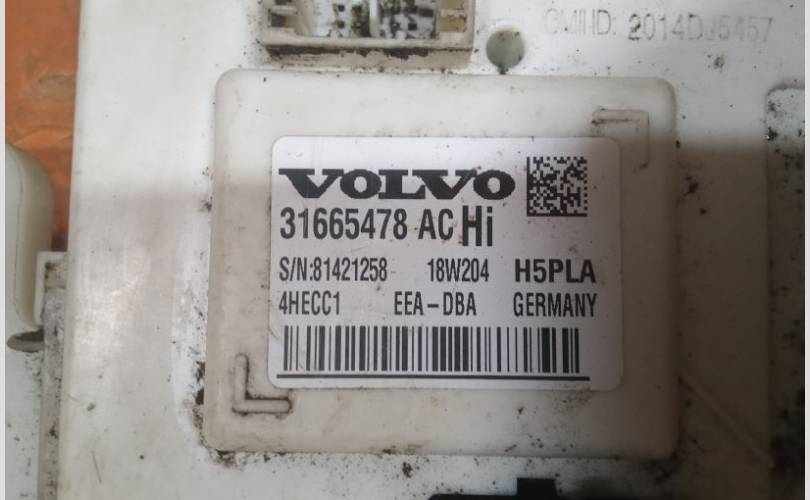 CMIID: 2014DJ5457
VOLVO
31665478 AC Hi
S/N:81421258 18W204 H5PLA
4HECC1 EEA-DBA GERMANY